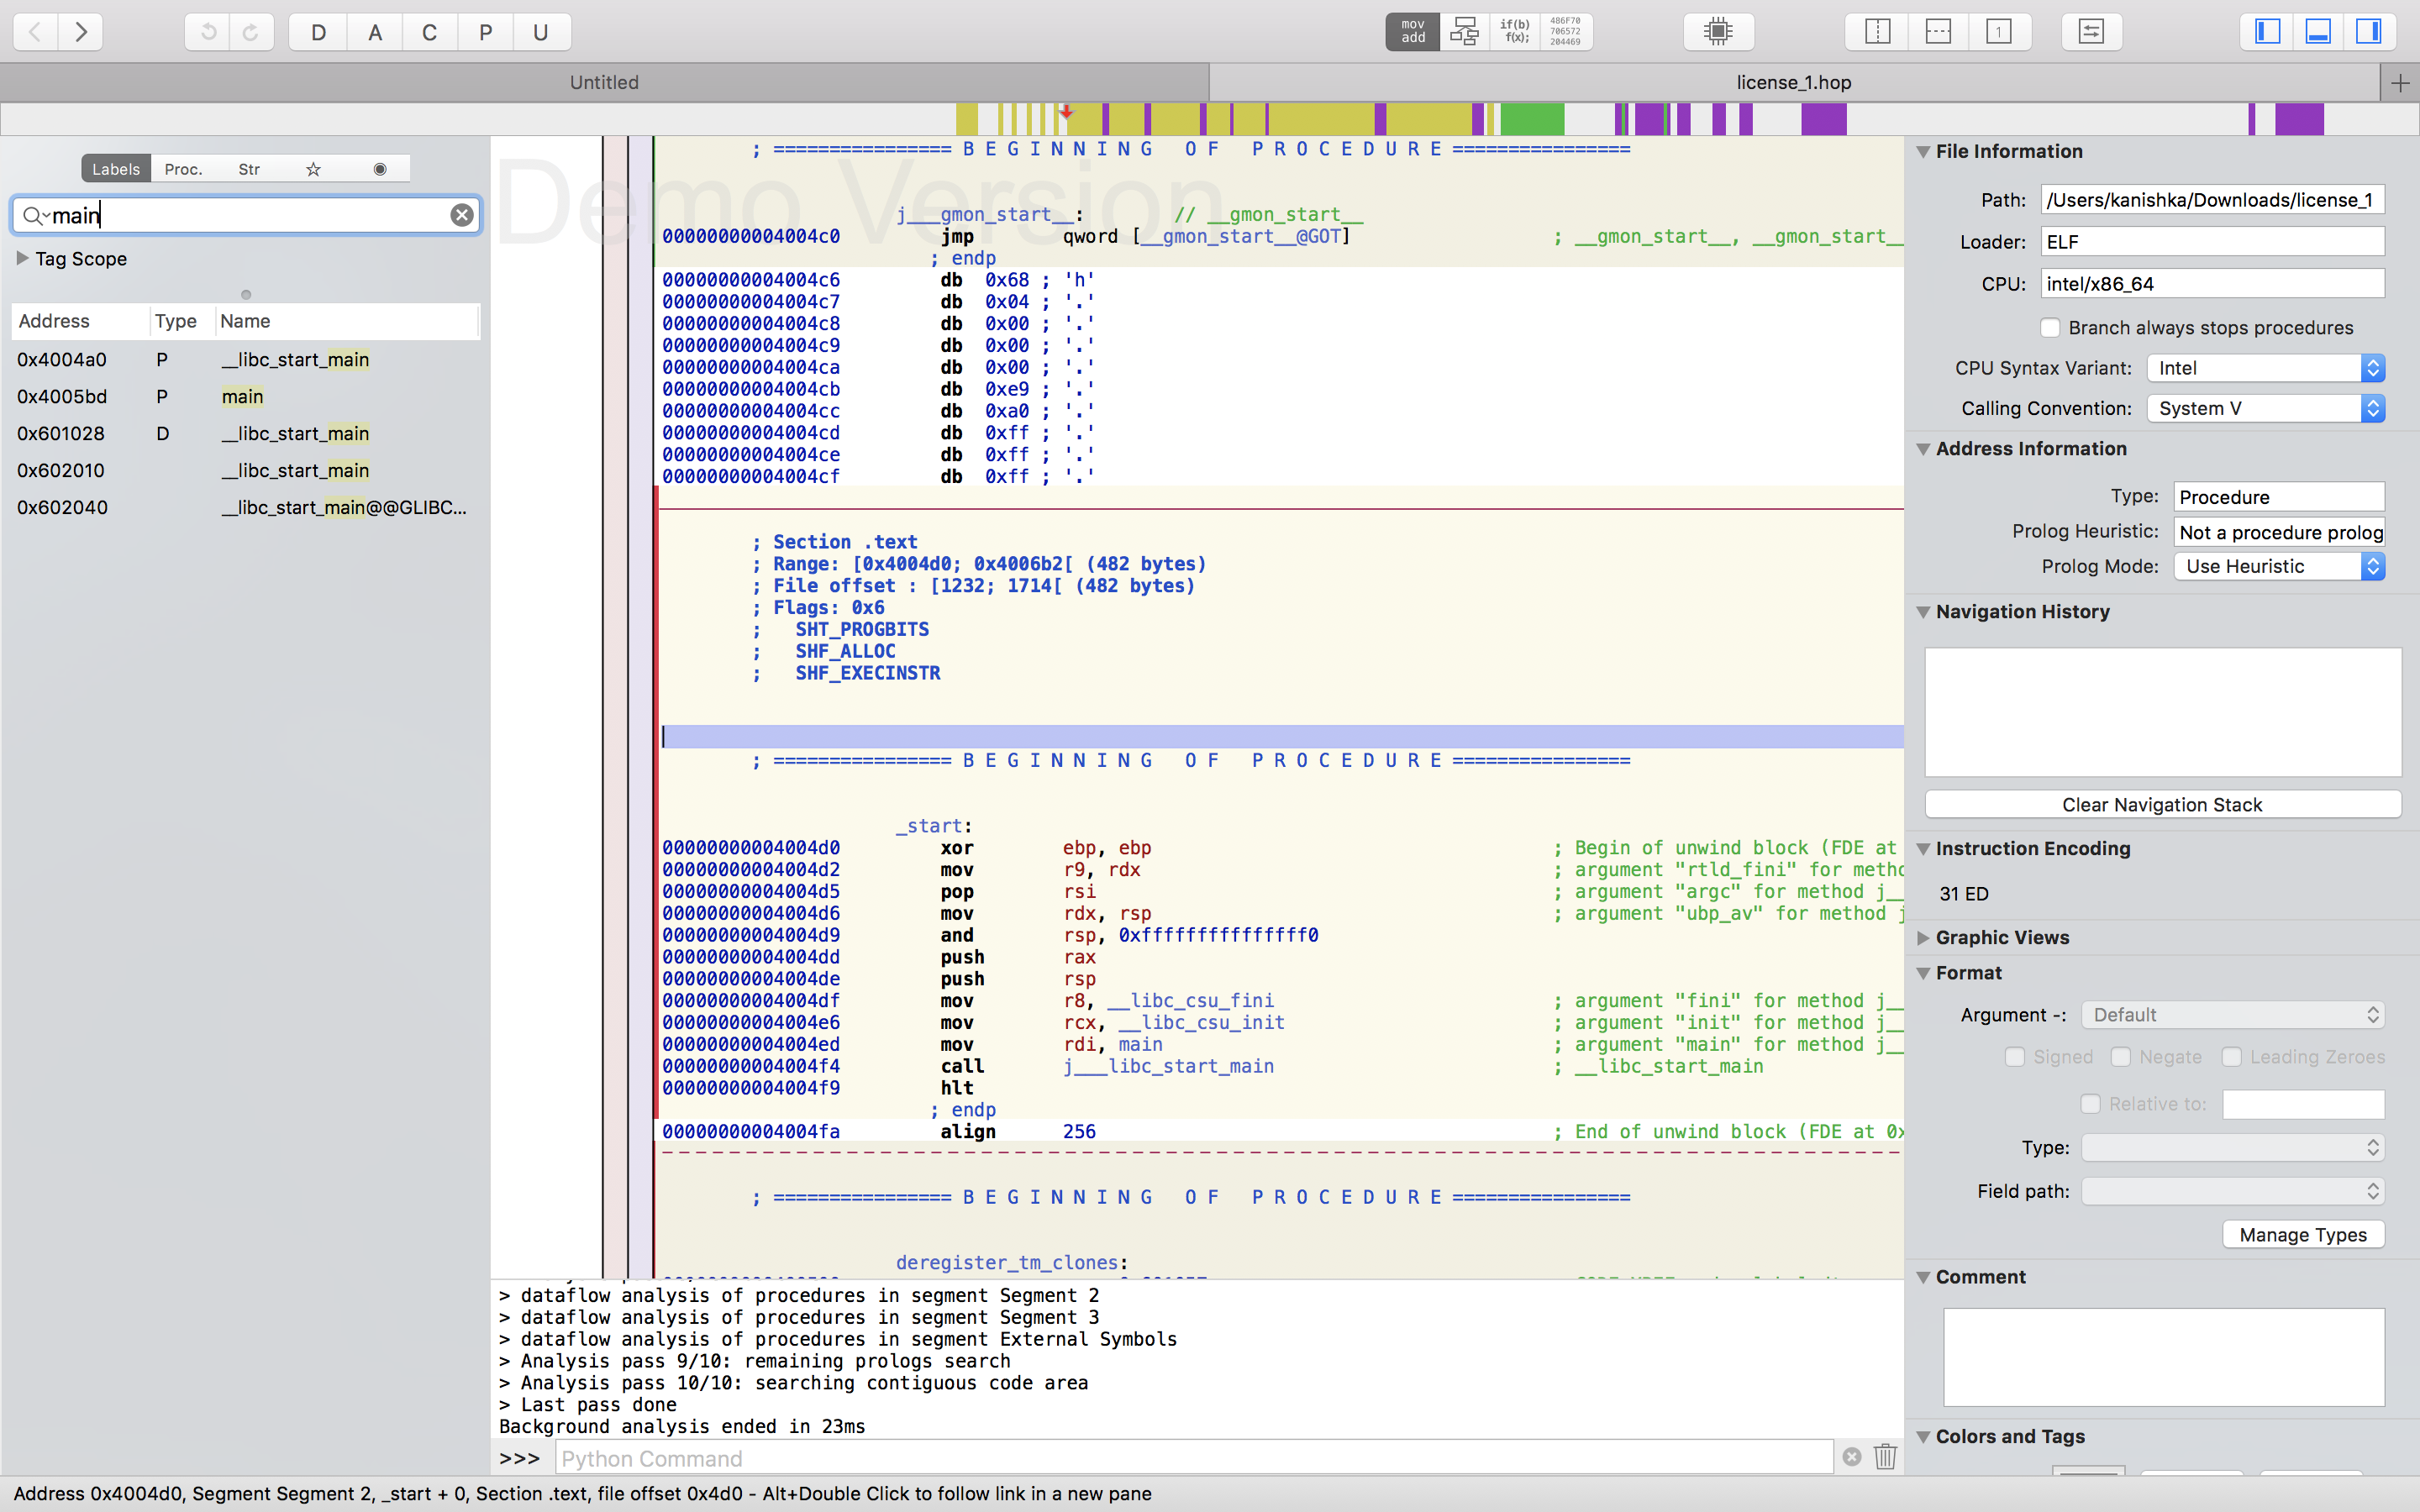 D A C P U
mov add
if(b) f(x);
486F70 706572 204469
1
Untitled
license_1.hop
Labels Proc. Str
main
Tag Scope
Address Type Name
0x4004a0 P __libc_start_main
0x4005bd P main
0x601028 D __libc_start_main
0x602010 __libc_start_main
0x602040 __libc_start_main@@GLIBC...
Demo Version
; ================ B E G I N N I N G   O F   P R O C E D U R E ================
j___gmon_start__: // __gmon_start__
00000000004004c0 jmp qword [__gmon_start__@GOT] ; __gmon_start__, __gmon_start__
; endp
00000000004004c6 db 0x68 ; 'h'
00000000004004c7 db 0x04 ; '.'
00000000004004c8 db 0x00 ; '.'
00000000004004c9 db 0x00 ; '.'
00000000004004ca db 0x00 ; '.'
00000000004004cb db 0xe9 ; '.'
00000000004004cc db 0xa0 ; '.'
00000000004004cd db 0xff ; '.'
00000000004004ce db 0xff ; '.'
00000000004004cf db 0xff ; '.'
; Section .text
; Range: [0x4004d0; 0x4006b2[ (482 bytes)
; File offset : [1232; 1714[ (482 bytes)
; Flags: 0x6
; SHT_PROGBITS
; SHF_ALLOC
; SHF_EXECINSTR
; ================ B E G I N N I N G   O F   P R O C E D U R E ================
_start:
00000000004004d0 xor ebp, ebp ; Begin of unwind block (FDE at
00000000004004d2 mov r9, rdx ; argument "rtld_fini" for metho
00000000004004d5 pop rsi ; argument "argc" for method j__
00000000004004d6 mov rdx, rsp ; argument "ubp_av" for method j
00000000004004d9 and rsp, 0xfffffffffffffff0
00000000004004dd push rax
00000000004004de push rsp
00000000004004df mov r8, __libc_csu_fini ; argument "fini" for method j__
00000000004004e6 mov rcx, __libc_csu_init ; argument "init" for method j__
00000000004004ed mov rdi, main ; argument "main" for method j__
00000000004004f4 call j___libc_start_main ; __libc_start_main
00000000004004f9 hlt
; endp
00000000004004fa align 256 ; End of unwind block (FDE at 0x
; ================ B E G I N N I N G   O F   P R O C E D U R E ================
deregister_tm_clones:
> dataflow analysis of procedures in segment Segment 2
> dataflow analysis of procedures in segment Segment 3
> dataflow analysis of procedures in segment External Symbols
> Analysis pass 9/10: remaining prologs search
> Analysis pass 10/10: searching contiguous code area
> Last pass done
Background analysis ended in 23ms
>>> Python Command
File Information
Path: /Users/kanishka/Downloads/license_1
Loader: ELF
CPU: intel/x86_64
Branch always stops procedures
CPU Syntax Variant: Intel
Calling Convention: System V
Address Information
Type: Procedure
Prolog Heuristic: Not a procedure prolog
Prolog Mode: Use Heuristic
Navigation History
Clear Navigation Stack
Instruction Encoding
31 ED
Graphic Views
Format
Argument -: Default
Signed Negate Leading Zeroes
Relative to:
Type:
Field path:
Manage Types
Comment
Colors and Tags
Address 0x4004d0, Segment Segment 2, _start + 0, Section .text, file offset 0x4d0 - Alt+Double Click to follow link in a new pane